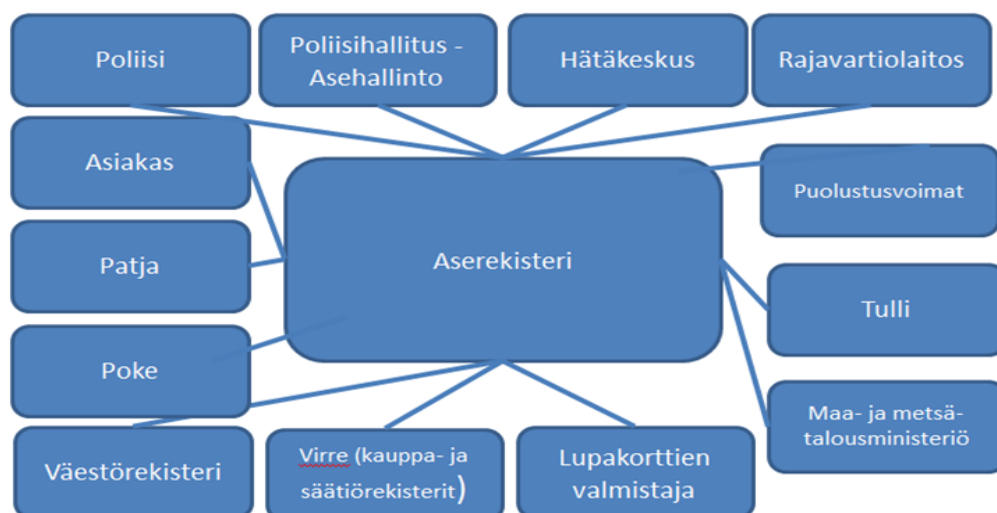 Poliisi
Poliisihallitus -
Asehallinto
Hätäkeskus
Rajavartiolaitos
Asiakas
Puolustusvoimat
Patja
Aserekisteri
Tulli
Poke
Maa- ja metsä-
talousministeriö
Väestörekisteri
Virre (kauppa- ja
säätiörekisterit)
Lupakorttien
valmistaja